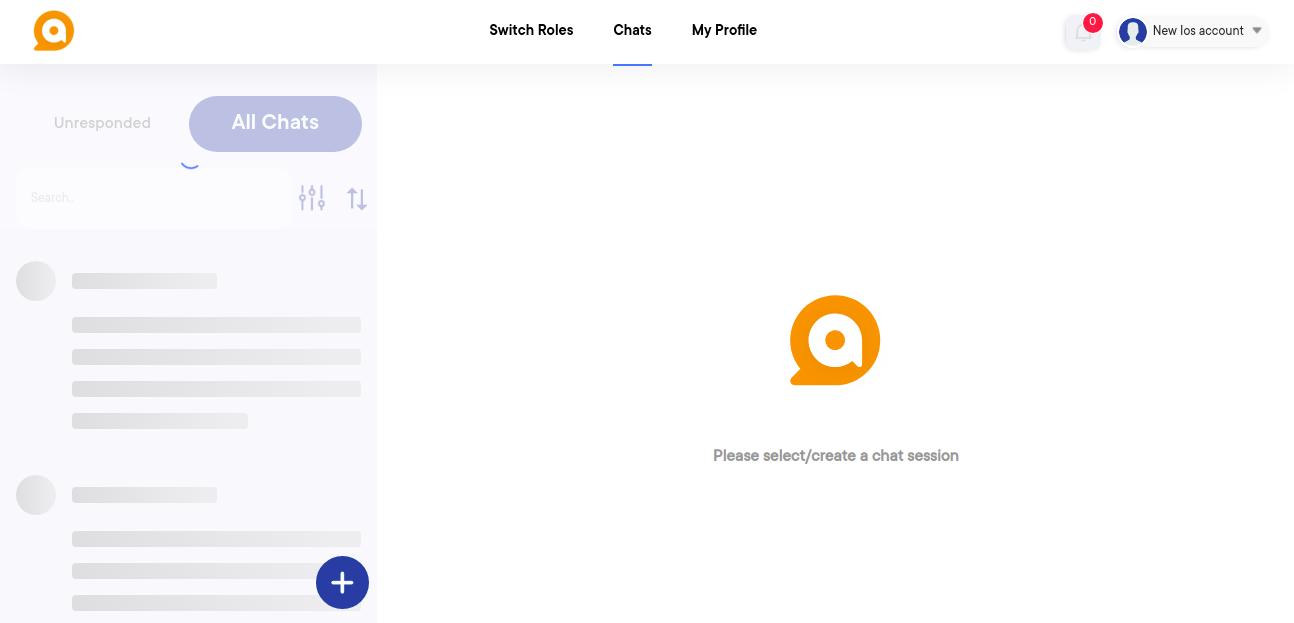 Switch Roles
Chats
My Profile
0
New Ios account
Unresponded
All Chats
Search..
Please select/create a chat session